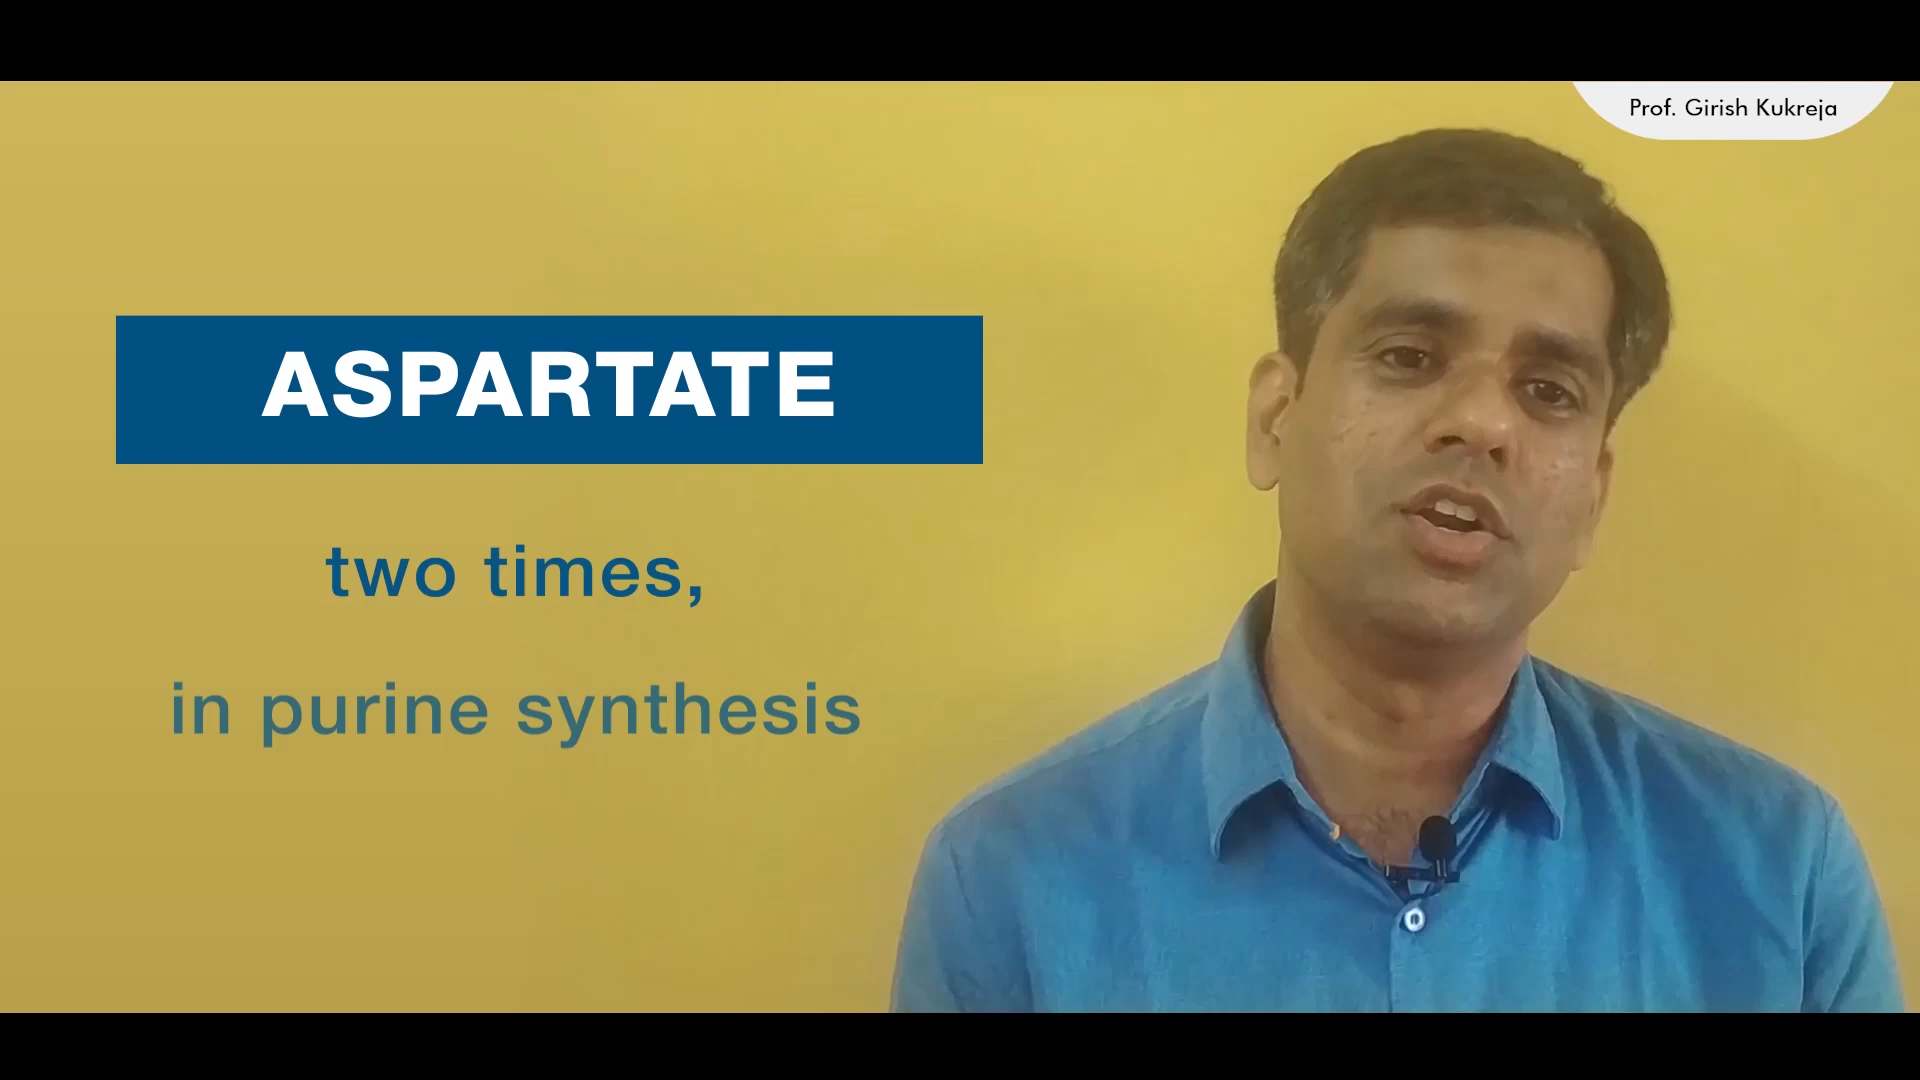 Prof. Girish Kukreja
ASPARTATE
two times,
in purine synthesis